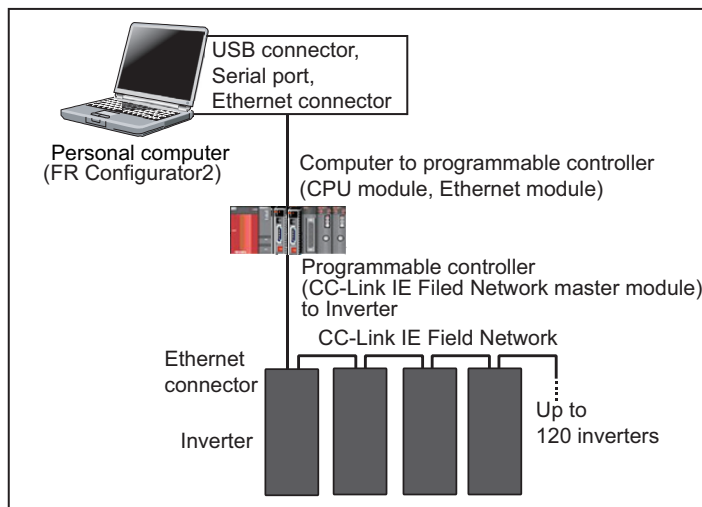 USB connector,
Serial port,
Ethernet connector
Personal computer
(FR Configurator2)
Computer to programmable controller
(CPU module, Ethernet module)
Programmable controller
(CC-Link IE Filed Network master module)
to Inverter
CC-Link IE Field Network
Ethernet
connector
Inverter
Up to
120 inverters